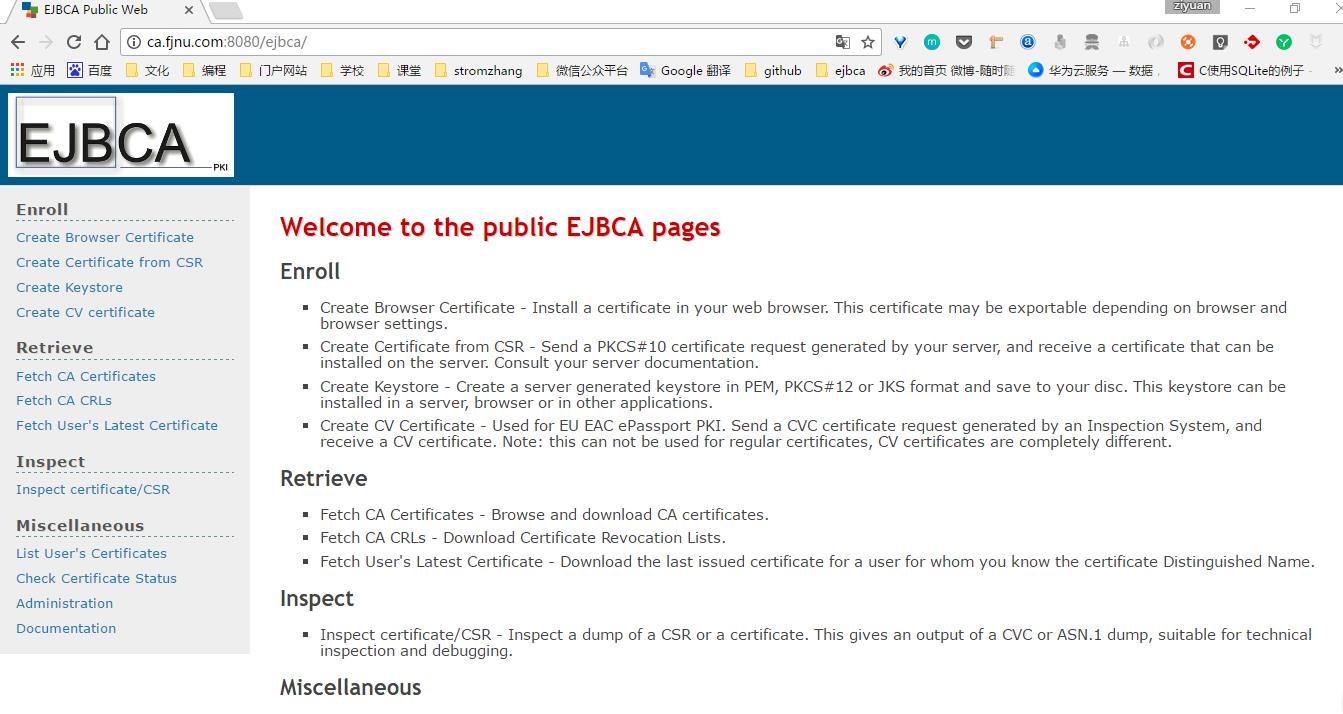 EJBCA Public Web
ziyuan
ca.fjnu.com:8080/ejbca/
应用 百度 文化 编程 门户网站 学校 课堂 stromzhang 微信公众平台 Google 翻译 github ejbca 我的首页 微博-随时随 华为云服务 — 数据 C使用SQLite的例子 -
EJBCA
PKI
Enroll
Create Browser Certificate
Create Certificate from CSR
Create Keystore
Create CV certificate
Retrieve
Fetch CA Certificates
Fetch CA CRLs
Fetch User's Latest Certificate
Inspect
Inspect certificate/CSR
Miscellaneous
List User's Certificates
Check Certificate Status
Administration
Documentation
Welcome to the public EJBCA pages
Enroll
Create Browser Certificate - Install a certificate in your web browser. This certificate may be exportable depending on browser and
browser settings.
Create Certificate from CSR - Send a PKCS#10 certificate request generated by your server, and receive a certificate that can be
installed on the server. Consult your server documentation.
Create Keystore - Create a server generated keystore in PEM, PKCS#12 or JKS format and save to your disc. This keystore can be
installed in a server, browser or in other applications.
Create CV Certificate - Used for EU EAC ePassport PKI. Send a CVC certificate request generated by an Inspection System, and
receive a CV certificate. Note: this can not be used for regular certificates, CV certificates are completely different.
Retrieve
Fetch CA Certificates - Browse and download CA certificates.
Fetch CA CRLs - Download Certificate Revocation Lists.
Fetch User's Latest Certificate - Download the last issued certificate for a user for whom you know the certificate Distinguished Name.
Inspect
Inspect certificate/CSR - Inspect a dump of a CSR or a certificate. This gives an output of a CVC or ASN.1 dump, suitable for technical
inspection and debugging.
Miscellaneous